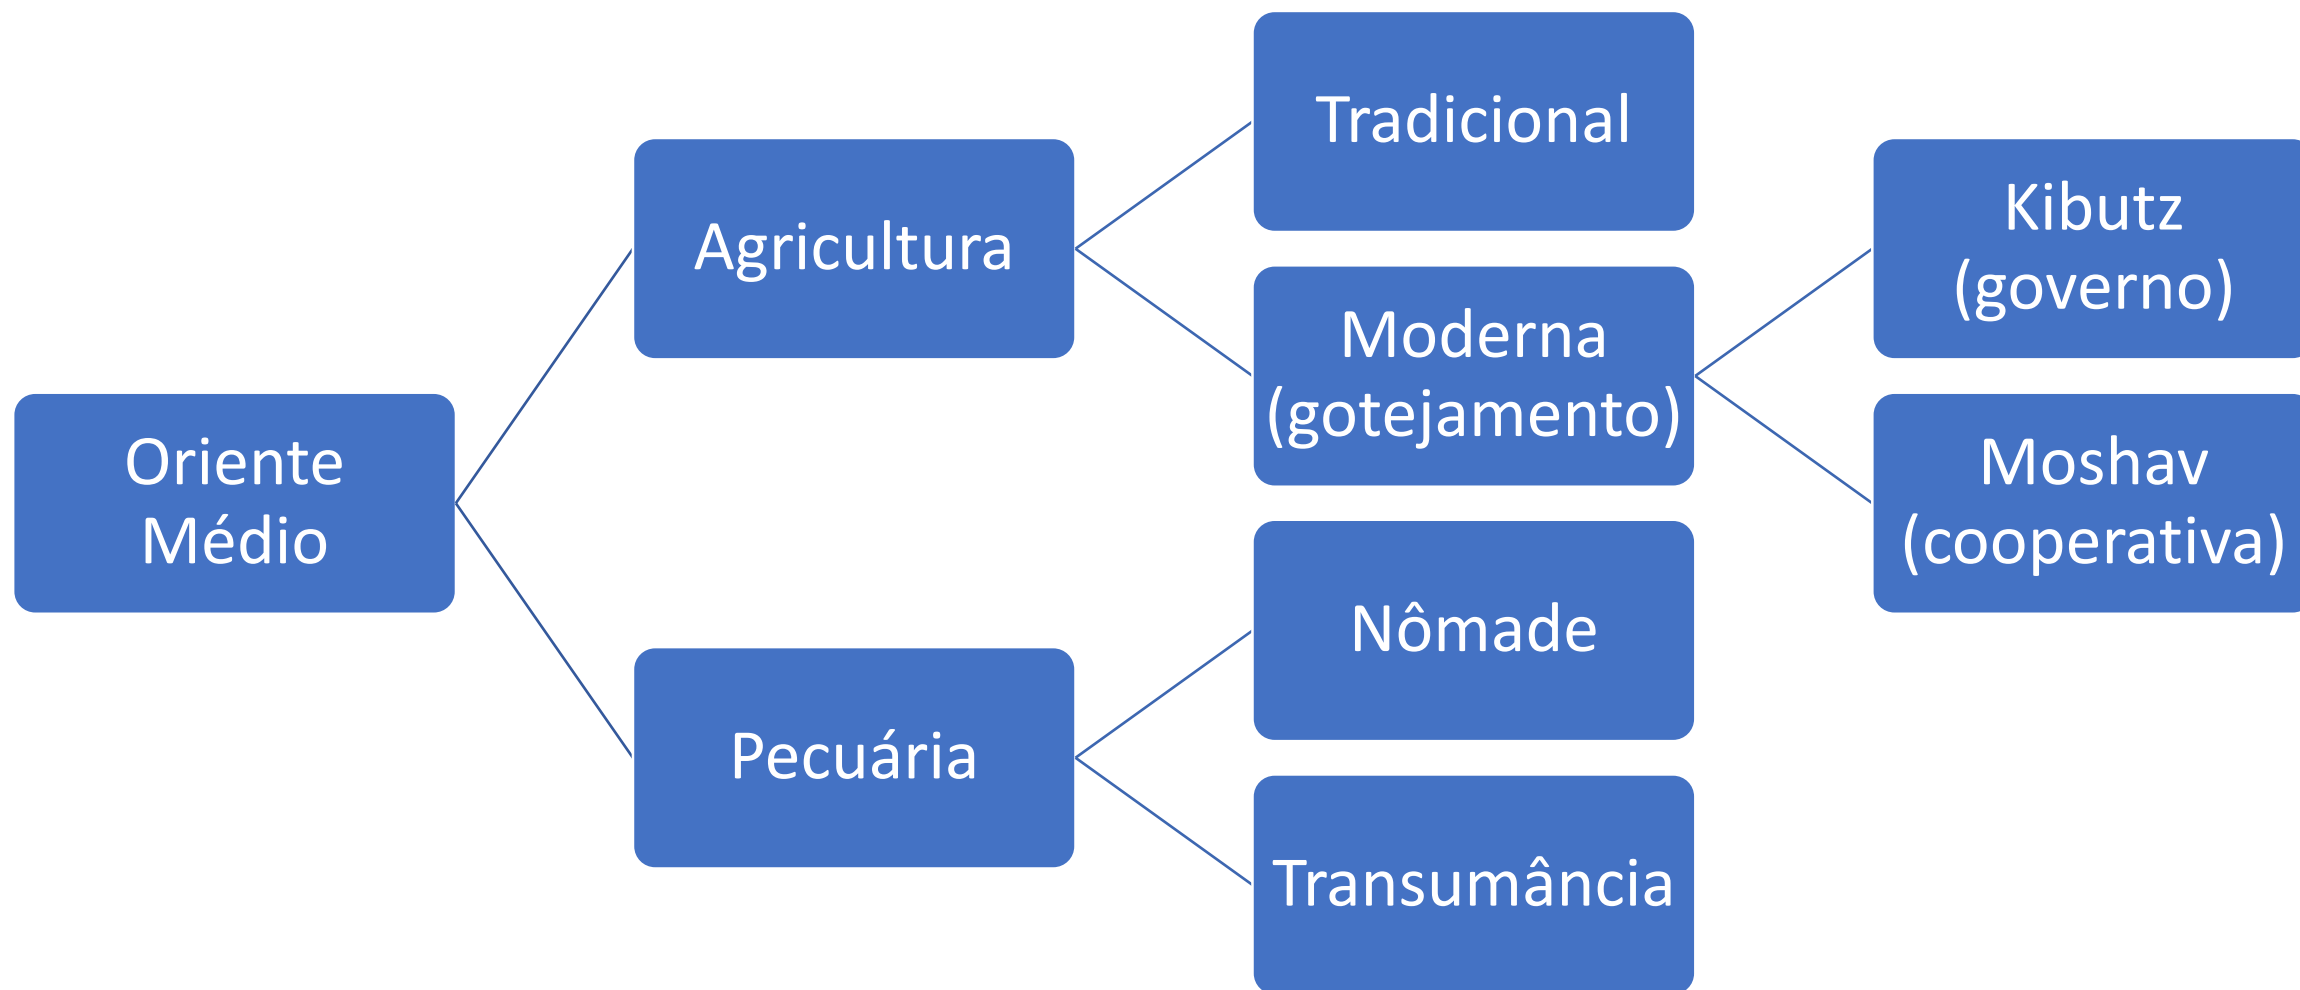 Oriente
Médio
Agricultura
Tradicional
Moderna
(gotejamento)
Kibutz
(governo)
Moshav
(cooperativa)
Pecuária
Nômade
Transumância